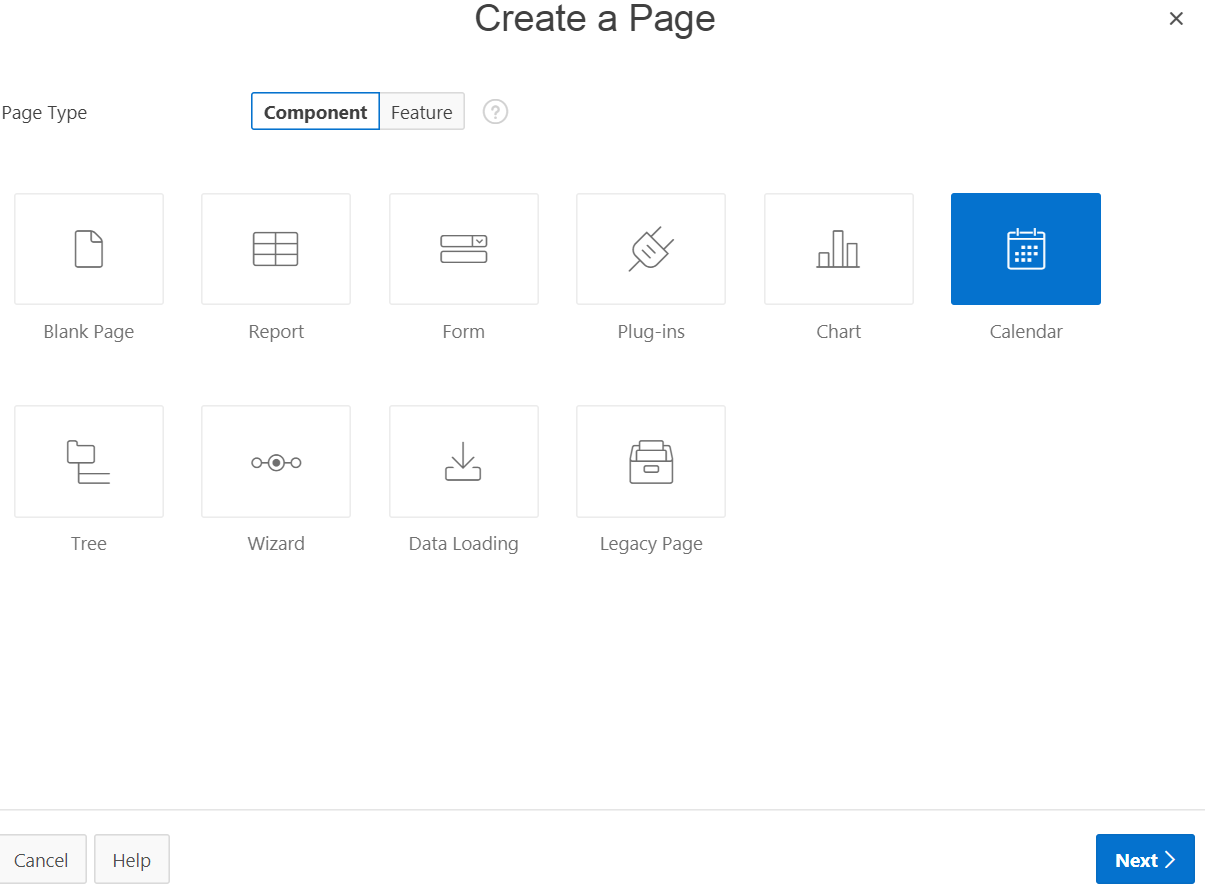 Create a Page
Page Type
Component Feature ?
Blank Page Report Form Plug-ins Chart Calendar
Tree Wizard Data Loading Legacy Page
Cancel Help Next